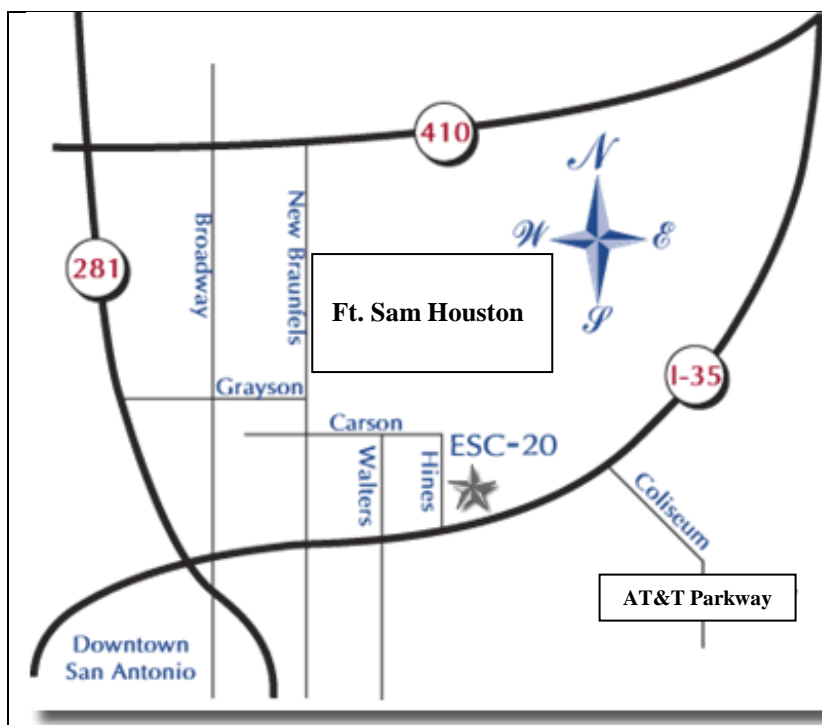 410
N
W
E
S
281
Broadway
New Braunfels
Ft. Sam Houston
I-35
Grayson
Carson
ESC-20
Walters
Hines
Coliseum
AT&T Parkway
Downtown
San Antonio